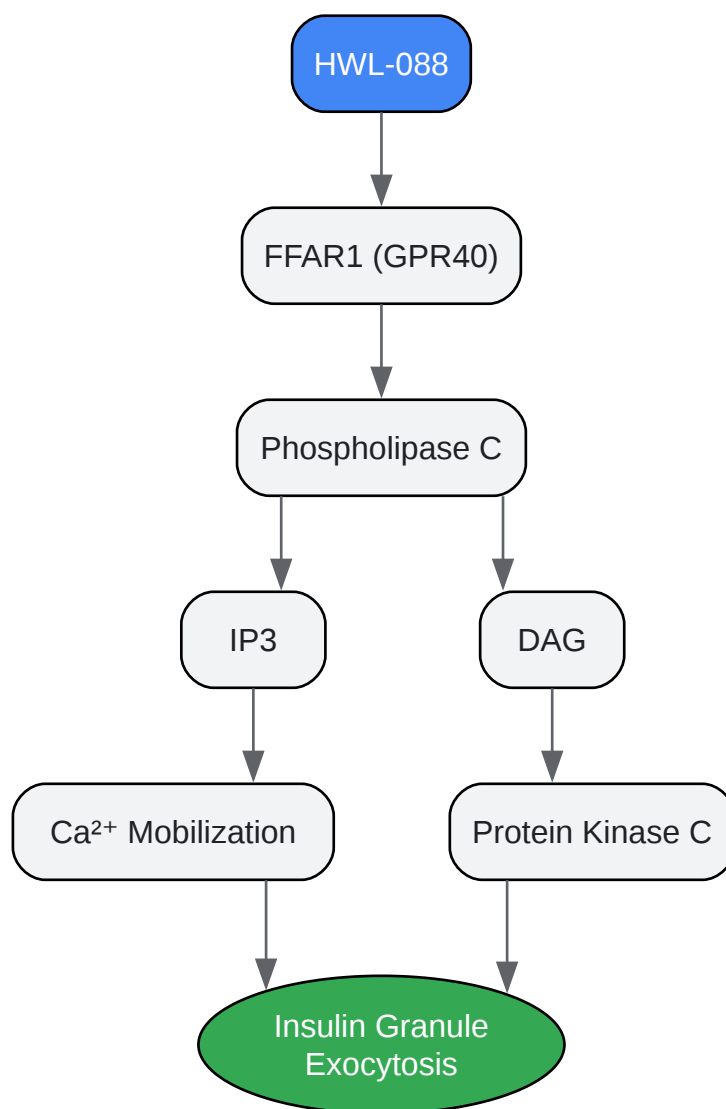 HWL-088
FFAR1 (GPR40)
Phospholipase C
IP3
DAG
Ca²⁺ Mobilization
Protein Kinase C
Insulin Granule
Exocytosis